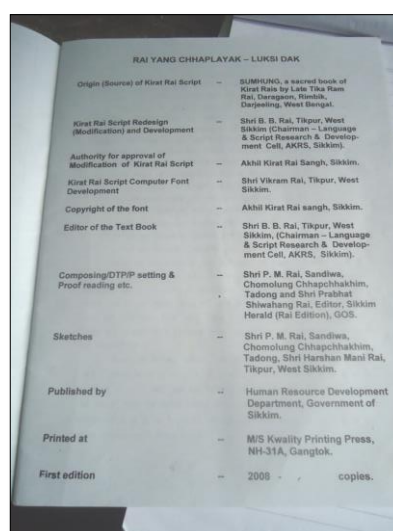 RAI YANG CHHAPLAYAK – LUKSI DAK
Origin (Source) of Kirat Rai Script -- SUMHUNG, a sacred book of
Kirat Rais by Late Tika Ram
Rai, Daragaon, Rimbik,
Darjeeling, West Bengal.
Kirat Rai Script Redesign -- Shri B. B. Rai, Tikpur, West
(Modification) and Development Sikkim (Chairman – Language
& Script Research & Develop-
ment Cell, AKRS, Sikkim).
Authority for approval of
Modification of Kirat Rai Script -- Akhil Kirat Rai Sangh, Sikkim.
Kirat Rai Script Computer Font -- Shri Vikram Rai, Tikpur, West
Development Sikkim.
Copyright of the font -- Akhil Kirat Rai sangh, Sikkim.
Editor of the Text Book -- Shri B. B. Rai, Tikpur, West
Sikkim, (Chairman – Language
& Script Research & Develop-
ment Cell, AKRS, Sikkim).
Composing/DTP/P setting & -- Shri P. M. Rai, Sandiwa,
Proof reading etc. Chomolung Chhapchhakhim,
Tadong and Shri Prabhat
Shiwahang Rai, Editor, Sikkim
Herald (Rai Edition), GOS.
Sketches -- Shri P. M. Rai, Sandiwa,
Chomolung Chhapchhakhim,
Tadong, Shri Harshan Mani Rai,
Tikpur, West Sikkim.
Published by -- Human Resource Development
Department, Government of
Sikkim.
Printed at -- M/S Kwality Printing Press,
NH-31A, Gangtok.
First edition -- 2008 - , copies.